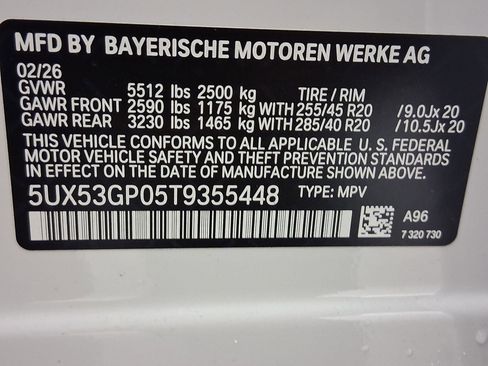 MFD BY BAYERISCHE MOTOREN WERKE AG
02/26
GVWR 5512 lbs 2500 kg TIRE / RIM
GAWR FRONT 2590 lbs 1175 kg WITH 255/45 R20 / 9.0Jx 20
GAWR REAR 3230 lbs 1465 kg WITH 285/40 R20 / 10.5Jx 20
THIS VEHICLE CONFORMS TO ALL APPLICABLE U. S. FEDERAL
MOTOR VEHICLE SAFETY AND THEFT PREVENTION STANDARDS
IN EFFECT ON THE DATE OF MANUFACTURE SHOWN ABOVE.
5UX53GP05T9355448 TYPE: MPV
A96
7 320 730